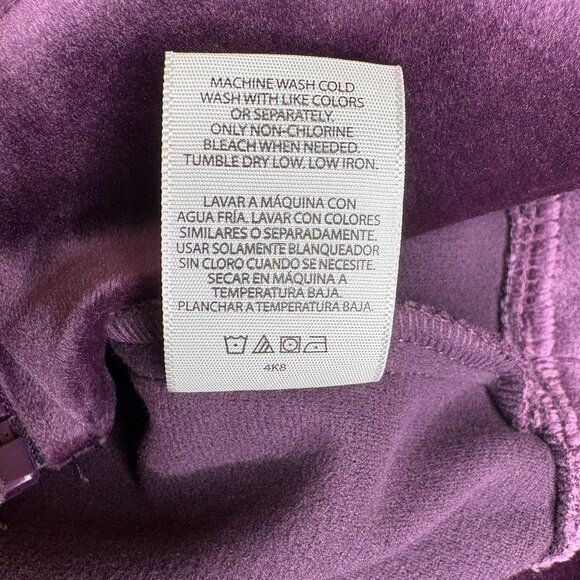 MACHINE WASH COLD
WASH WITH LIKE COLORS
OR SEPARATELY.
ONLY NON-CHLORINE
BLEACH WHEN NEEDED.
TUMBLE DRY LOW. LOW IRON.
LAVAR A MÁQUINA CON
AGUA FRÍA. LAVAR CON COLORES
SIMILARES O SEPARADAMENTE.
USAR SOLAMENTE BLANQUEADOR
SIN CLORO CUANDO SE NECESITE.
SECAR EN MÁQUINA A
TEMPERATURA BAJA.
PLANCHAR A TEMPERATURA BAJA.
4K8